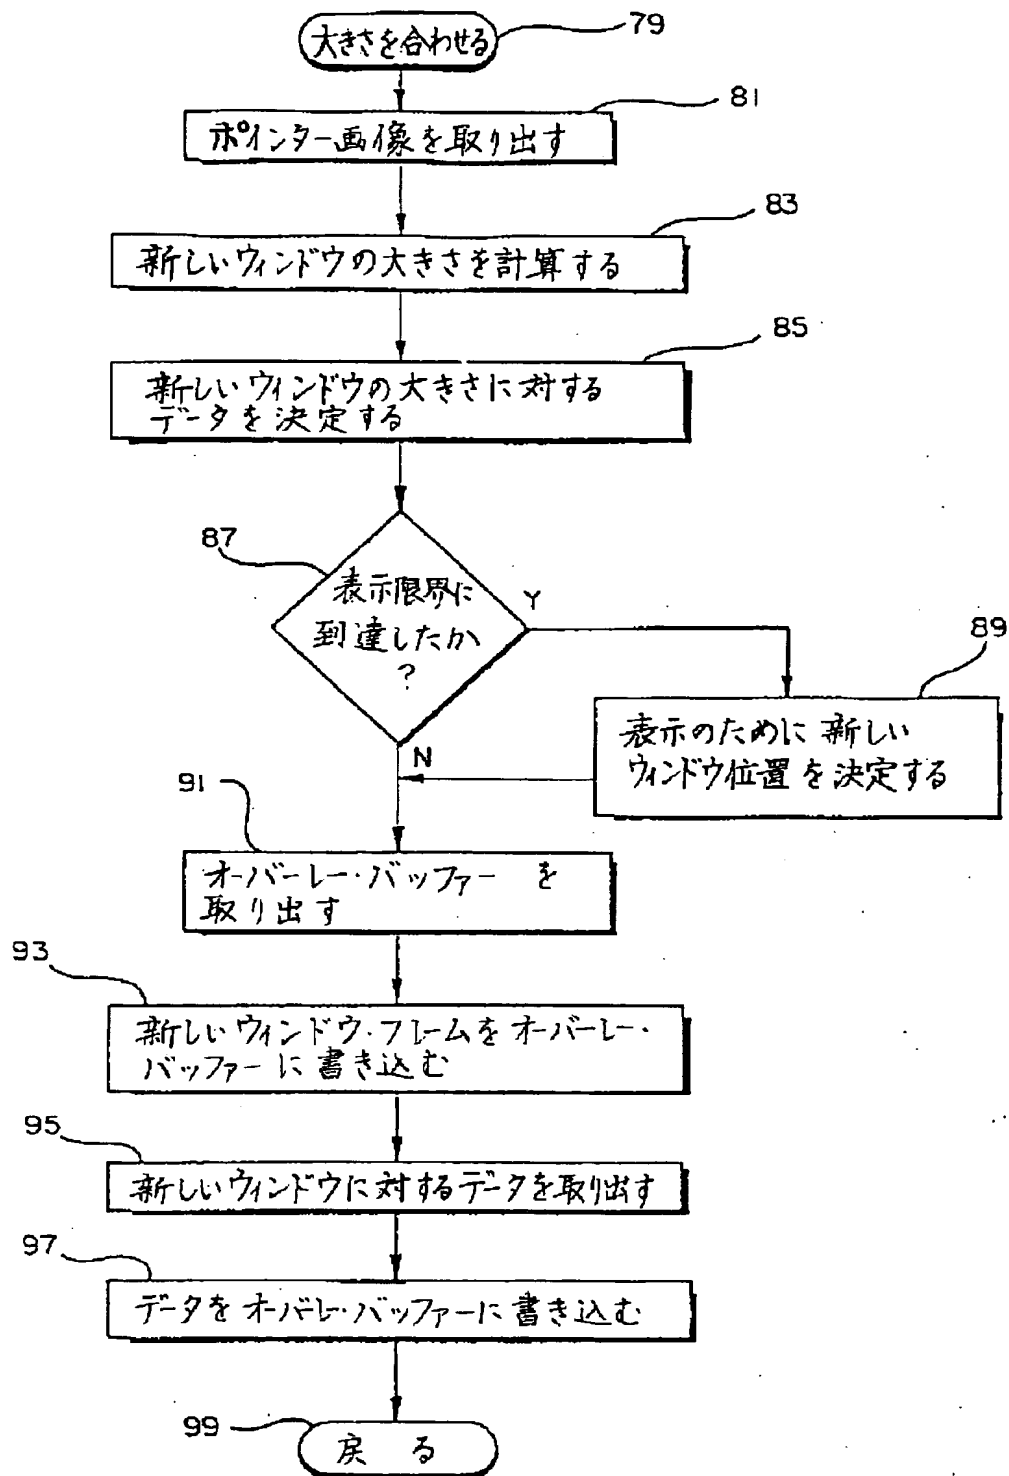 大きさを合わせる
79
ポインター画像を取り出す
81
新しいウィンドウの大きさを計算する
83
新しいウィンドウの大きさに対する
データを決定する
85
87
表示限界に
到達したか
?
Y
N
89
表示のために新しい
ウィンドウ位置を決定する
91
オーバーレー・バッファー を
取り出す
93
新しいウィンドウ・フレームをオーバーレー・
バッファーに書き込む
95
新しいウィンドウに対するデータを取り出す
97
データをオーバーレー・バッファーに書き込む
99
戻 る